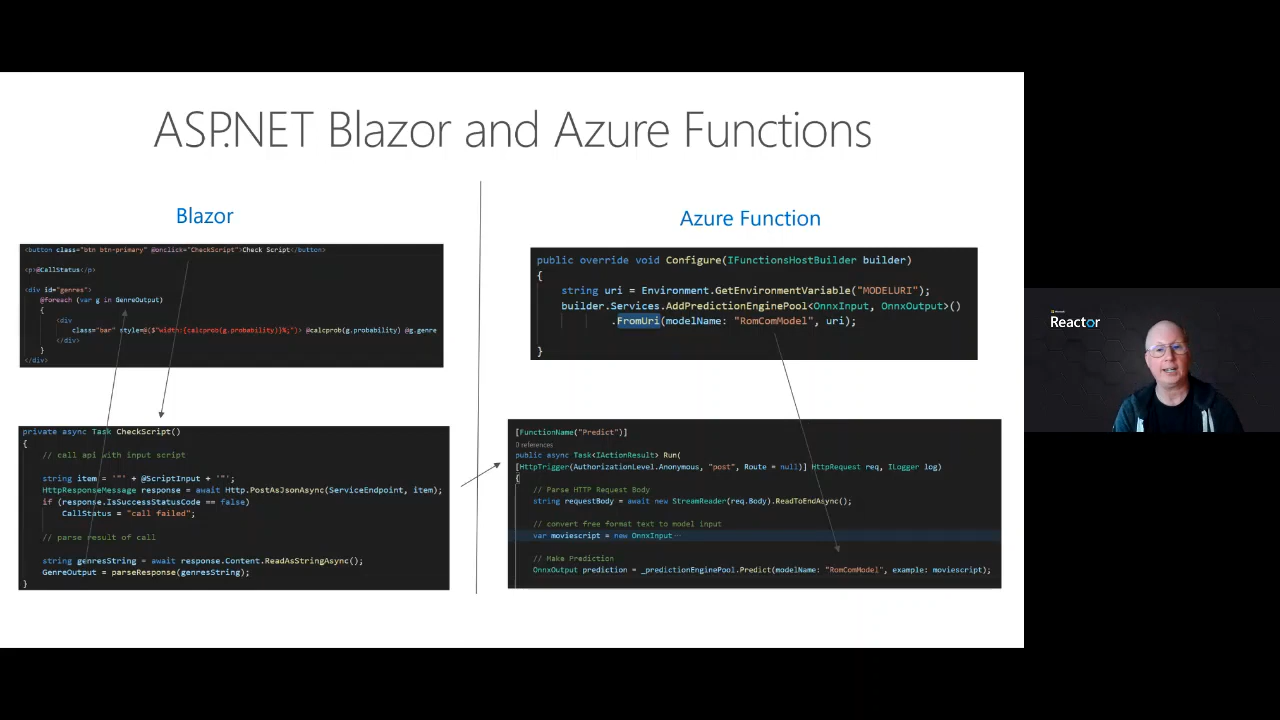 ASP.NET Blazor and Azure Functions
Blazor
<button class="btn btn-primary" @onclick="CheckScript">Check Script</button>
<p>@CallStatus</p>
<div id="genres">
@foreach (var g in GenreOutput)
{
<div
class="bar" style=@($"width:{calcprob(g.probability)}%;")> @calcprob(g.probability) @g.genre
</div>
}
</div>
private async Task CheckScript()
{
// call api with input script
string item = '"' + @ScriptInput + '"';
HttpResponseMessage response = await Http.PostAsJsonAsync(ServiceEndpoint, item);
if (response.IsSuccessStatusCode == false)
CallStatus = "call failed";
// parse result of call
string genresString = await response.Content.ReadAsStringAsync();
GenreOutput = parseResponse(genresString);
}
Azure Function
public override void Configure(IFunctionsHostBuilder builder)
{
string uri = Environment.GetEnvironmentVariable("MODELURI");
builder.Services.AddPredictionEnginePool<OnnxInput, OnnxOutput>()
.FromUri(modelName: "RomComModel", uri);
}
[FunctionName("Predict")]
0 references
public async Task<IActionResult> Run(
[HttpTrigger(AuthorizationLevel.Anonymous, "post", Route = null)] HttpRequest req, ILogger log)
{
// Parse HTTP Request Body
string requestBody = await new StreamReader(req.Body).ReadToEndAsync();
// convert free format text to model input
var moviescript = new OnnxInput...
// Make Prediction
OnnxOutput prediction = _predictionEnginePool.Predict(modelName: "RomComModel", example: moviescript);
Reactor